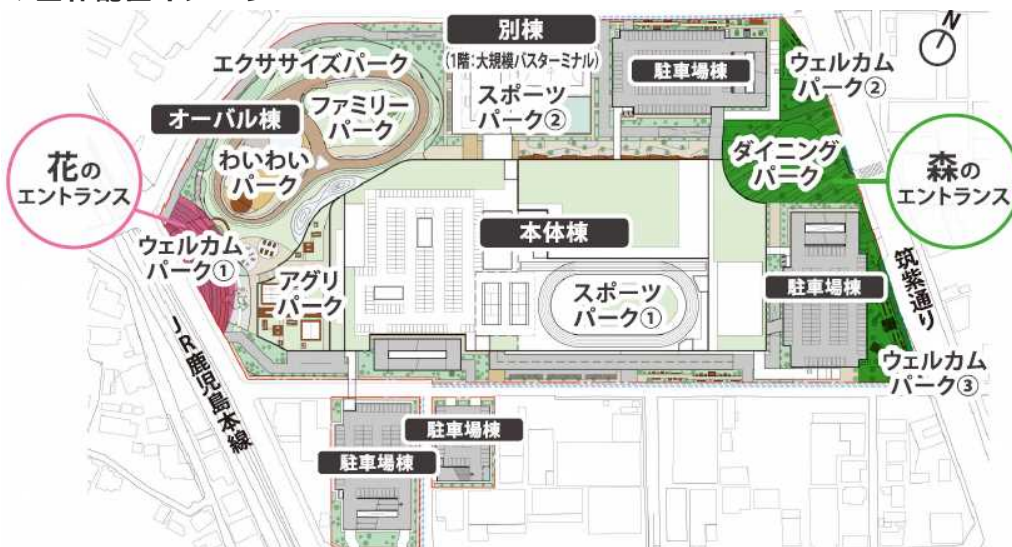 別棟
(1階:大規模バスターミナル)
スポーツ
パーク②
駐車場棟
N
ウェルカム
パーク②
エクササイズパーク
ファミリー
パーク
オーバル棟
わいわい
パーク
花の
エントランス
ダイニング
パーク
森の
エントランス
本体棟
ウェルカム
パーク①
アグリ
パーク
スポーツ
パーク①
駐車場棟
筑紫通り
JR鹿児島本線
ウェルカム
パーク③
駐車場棟
駐車場棟